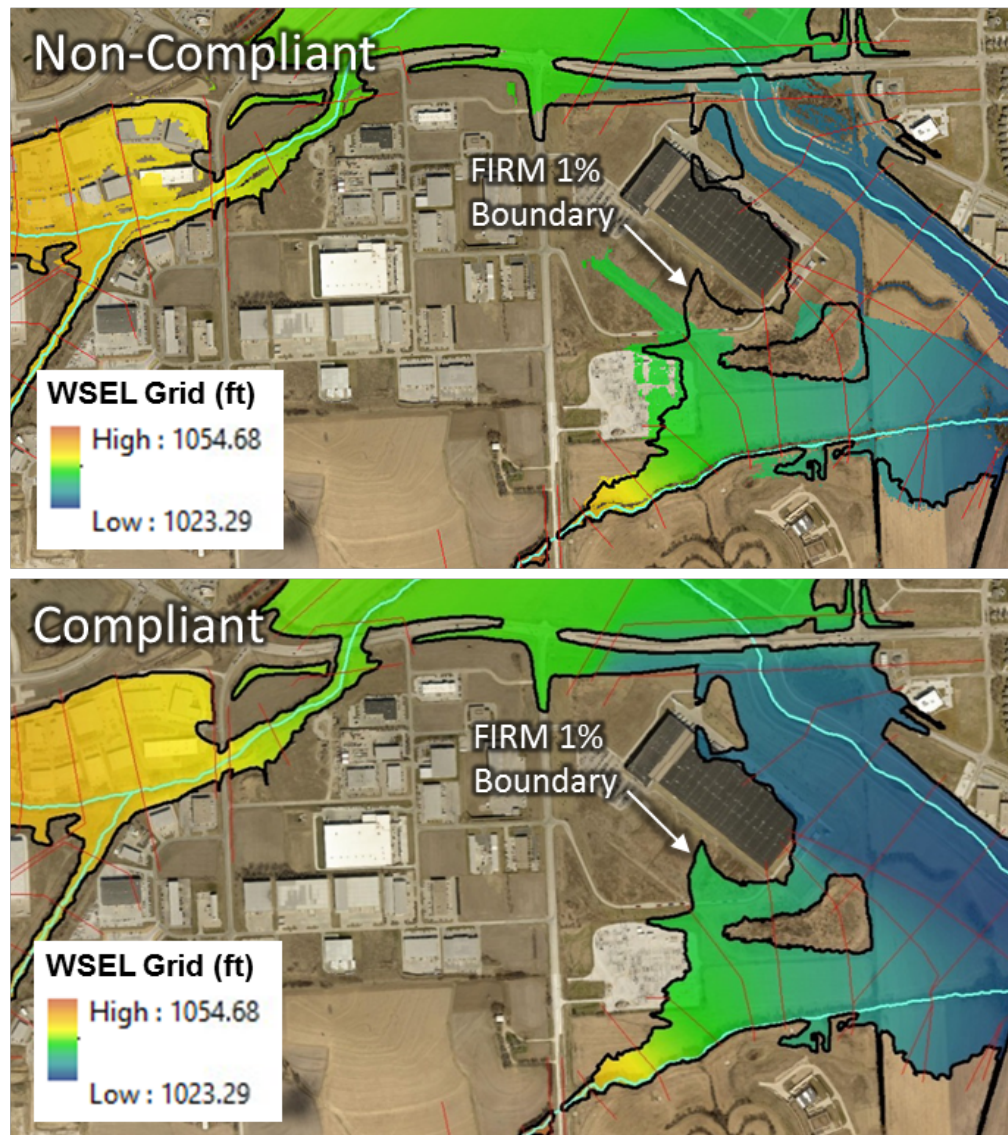 Non-Compliant
FIRM 1%
Boundary
WSEL Grid (ft)
High : 1054.68
Low : 1023.29
Compliant
FIRM 1%
Boundary
WSEL Grid (ft)
High : 1054.68
Low : 1023.29